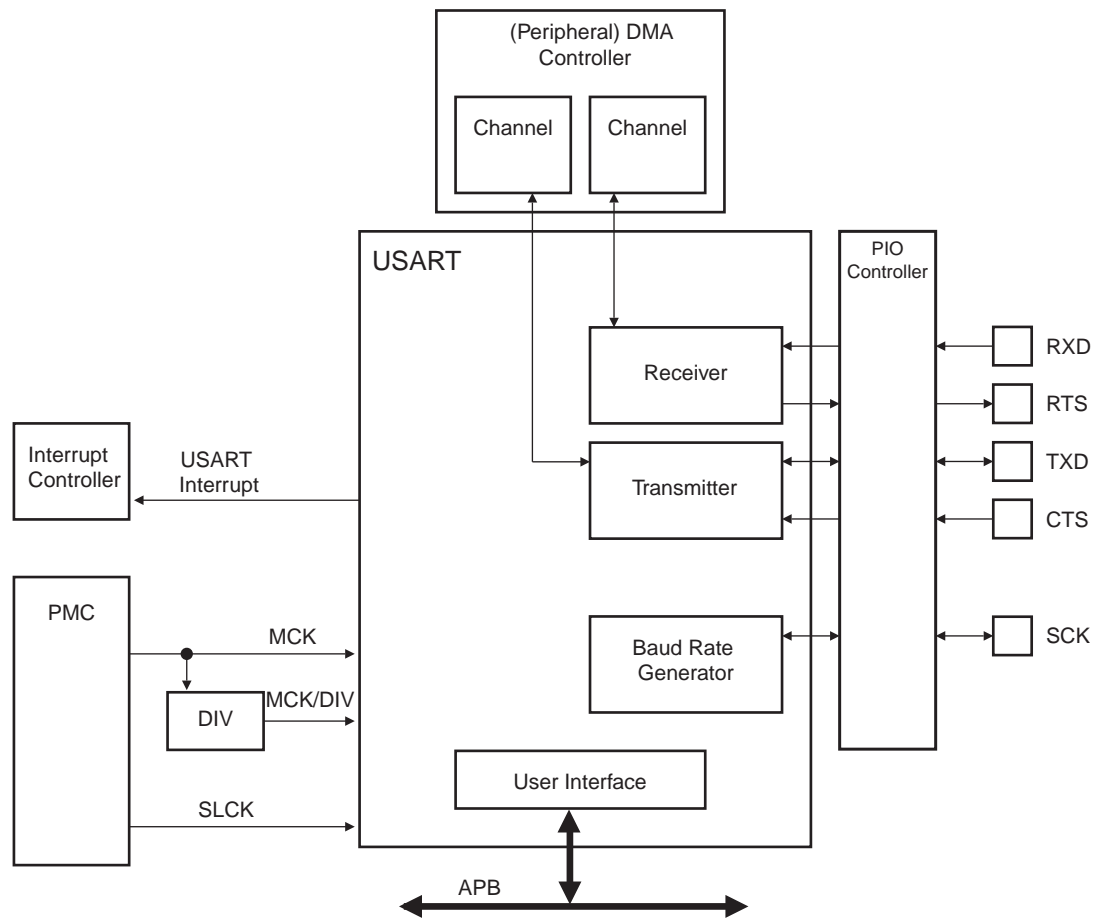 (Peripheral) DMA
Controller
Channel
Channel
USART
PIO
Controller
Receiver
RXD
RTS
Interrupt
Controller
USART
Interrupt
Transmitter
TXD
CTS
PMC
MCK
Baud Rate
Generator
SCK
MCK/DIV
DIV
User Interface
SLCK
APB